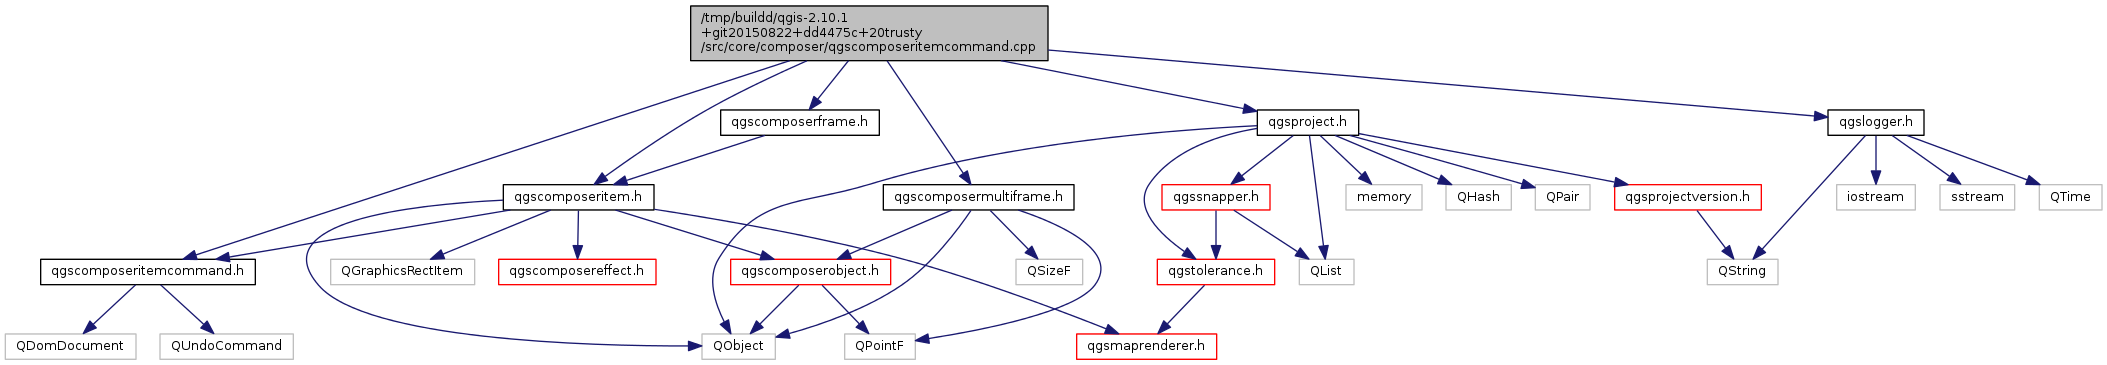 /tmp/buildd/qgis-2.10.1
+git20150822+dd4475c+20trusty
/src/core/composer/qgscomposeritemcommand.cpp
qgscomposerframe.h
qgsproject.h
qgslogger.h
qgscomposeritem.h
qgscomposermultiframe.h
qgssnapper.h
memory
QHash
QPair
qgsprojectversion.h
iostream
sstream
QTime
qgscomposeritemcommand.h
QGraphicsRectItem
qgscomposereffect.h
qgscomposerobject.h
QSizeF
qgstolerance.h
QList
QString
QDomDocument
QUndoCommand
QObject
QPointF
qgsmaprenderer.h